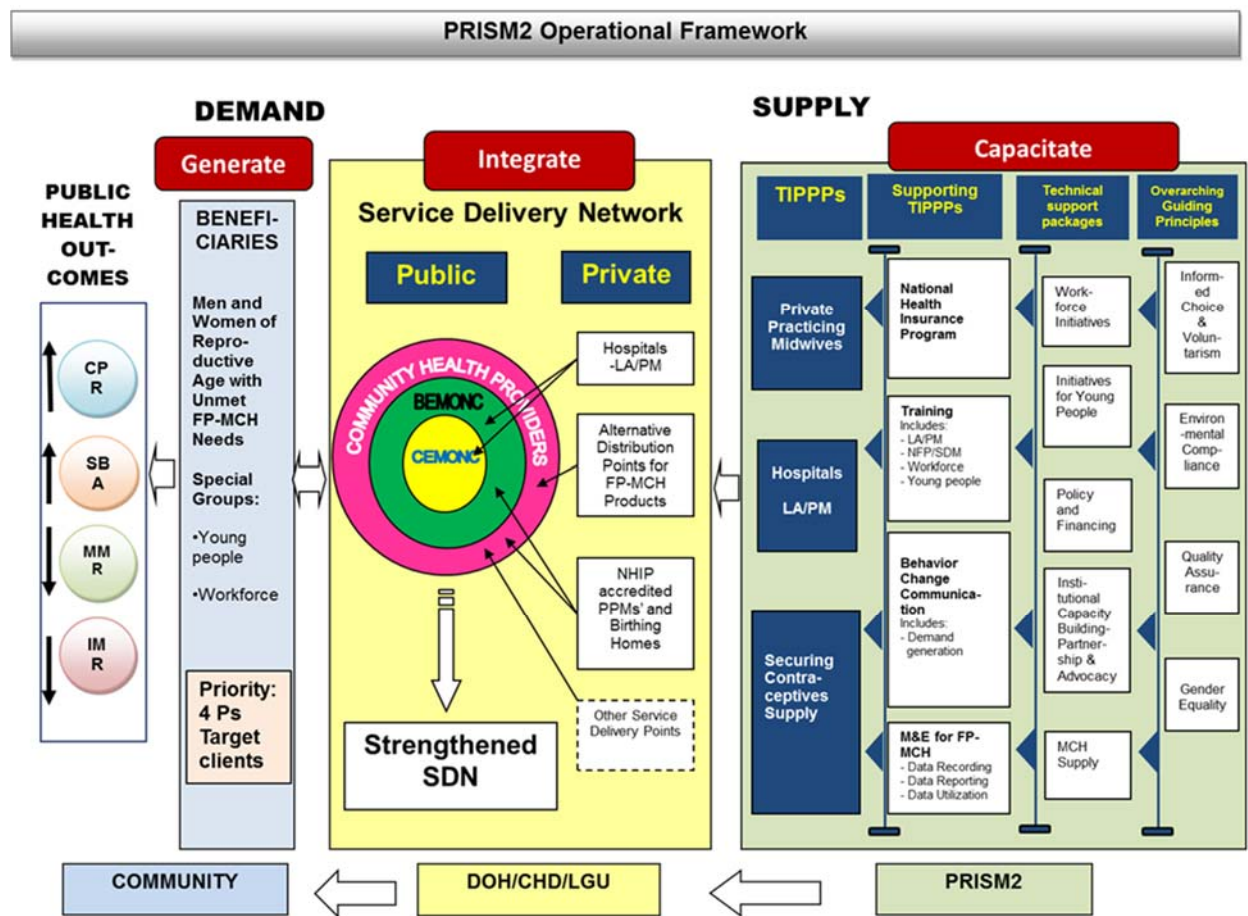 PRISM2 Operational Framework
DEMAND
SUPPLY
Generate
Integrate
Capacitate
PUBLIC
HEALTH
OUT-
COMES
CP
R
SB
A
MM
R
IM
R
BENEFI-
CIARIES
Men and
Women of
Repro-
ductive
Age with
Unmet
FP-MCH
Needs
Special
Groups:
•Young
people
•Workforce
Priority:
4 Ps
Target
clients
Service Delivery Network
Public
Private
COMMUNITY HEALTH PROVIDERS
BEMONC
CEMONC
Hospitals
-LA/PM
Alternative
Distribution
Points for
FP-MCH
Products
NHIP
accredited
PPMs’ and
Birthing
Homes
Other Service
Delivery Points
Strengthened
SDN
TIPPPs
Private
Practicing
Midwives
Hospitals
LA/PM
Securing
Contra-
ceptives
Supply
Supporting
TIPPPs
National
Health
Insurance
Program
Training
Includes:
- LA/PM
- NFP/SDM
- Workforce
- Young people
Behavior
Change
Communica-
tion
Includes:
- Demand
generation
M&E for FP-
MCH
- Data Recording
- Data Reporting
- Data Utilization
Technical
support
packages
Work-
force
Initiatives
Initiatives
for Young
People
Policy
and
Financing
Insti-
tutional
Capacity
Building-
Partner-
ship &
Advocacy
MCH
Supply
Overarching
Guiding
Principles
Inform-
ed
Choice
&
Volun-
tarism
Environ
-mental
Comp-
liance
Quality
Assu-
rance
Gender
Equality
COMMUNITY
DOH/CHD/LGU
PRISM2